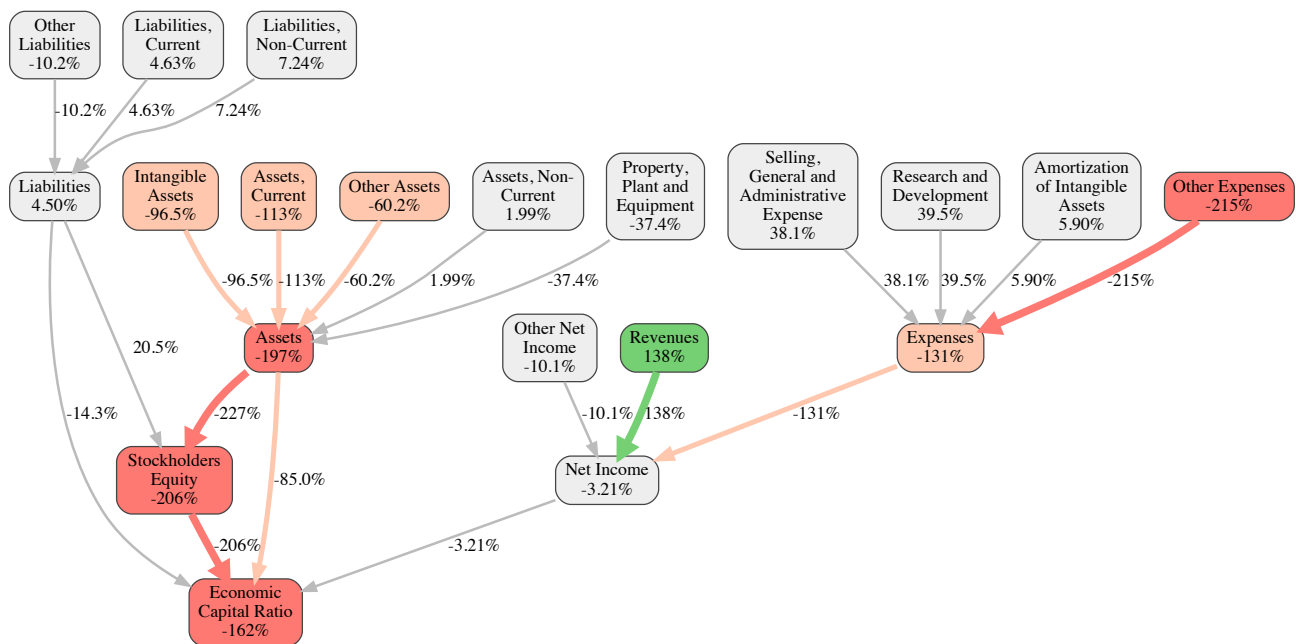 Other
Liabilities
-10.2%
Liabilities,
Current
4.63%
Liabilities,
Non-Current
7.24%
-10.2%
4.63%
7.24%
Liabilities
4.50%
Intangible
Assets
-96.5%
Assets,
Current
-113%
Other Assets
-60.2%
Assets, Non-
Current
1.99%
Property,
Plant and
Equipment
-37.4%
Selling,
General and
Administrative
Expense
38.1%
Research and
Development
39.5%
Amortization
of Intangible
Assets
5.90%
Other Expenses
-215%
-96.5%
-113%
-60.2%
1.99%
-37.4%
38.1%
39.5%
5.90%
-215%
20.5%
Assets
-197%
Other Net
Income
-10.1%
Revenues
138%
Expenses
-131%
-14.3%
-227%
-10.1%
138%
-131%
Stockholders
Equity
-206%
-85.0%
Net Income
-3.21%
-206%
-3.21%
Economic
Capital Ratio
-162%